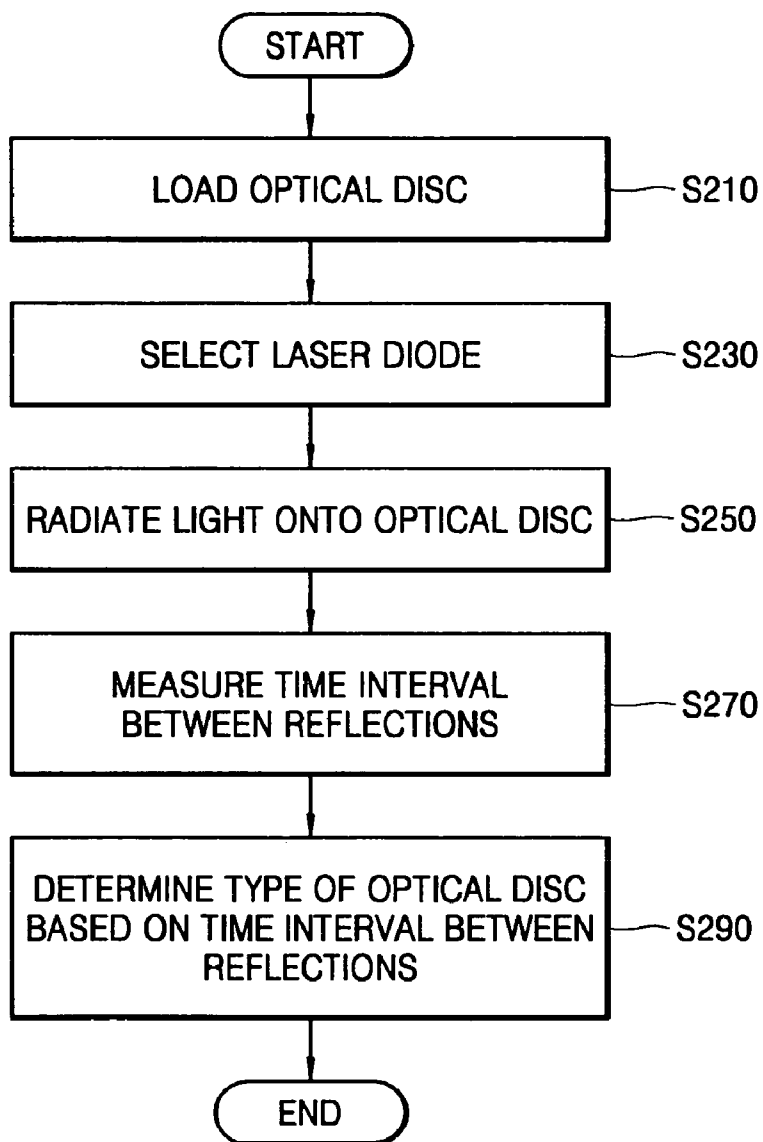 START
LOAD OPTICAL DISC
S210
SELECT LASER DIODE
S230
RADIATE LIGHT ONTO OPTICAL DISC
S250
MEASURE TIME INTERVAL
BETWEEN REFLECTIONS
S270
DETERMINE TYPE OF OPTICAL DISC
BASED ON TIME INTERVAL BETWEEN
REFLECTIONS
S290
END